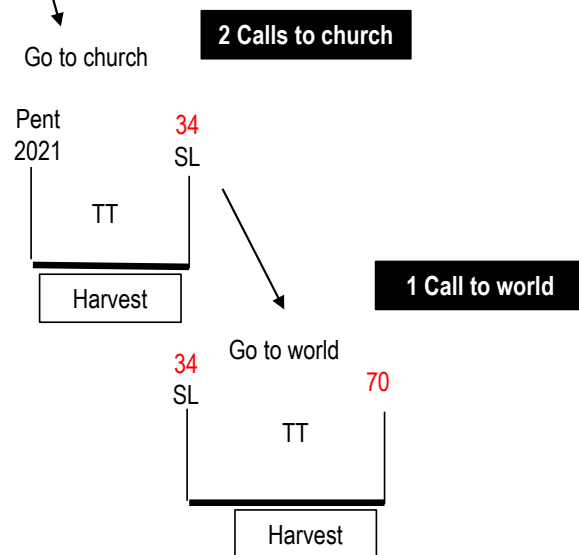 2 Calls to church
Go to church
Pent
2021
34
SL
TT
Harvest
1 Call to world
Go to world
34
SL
70
TT
Harvest